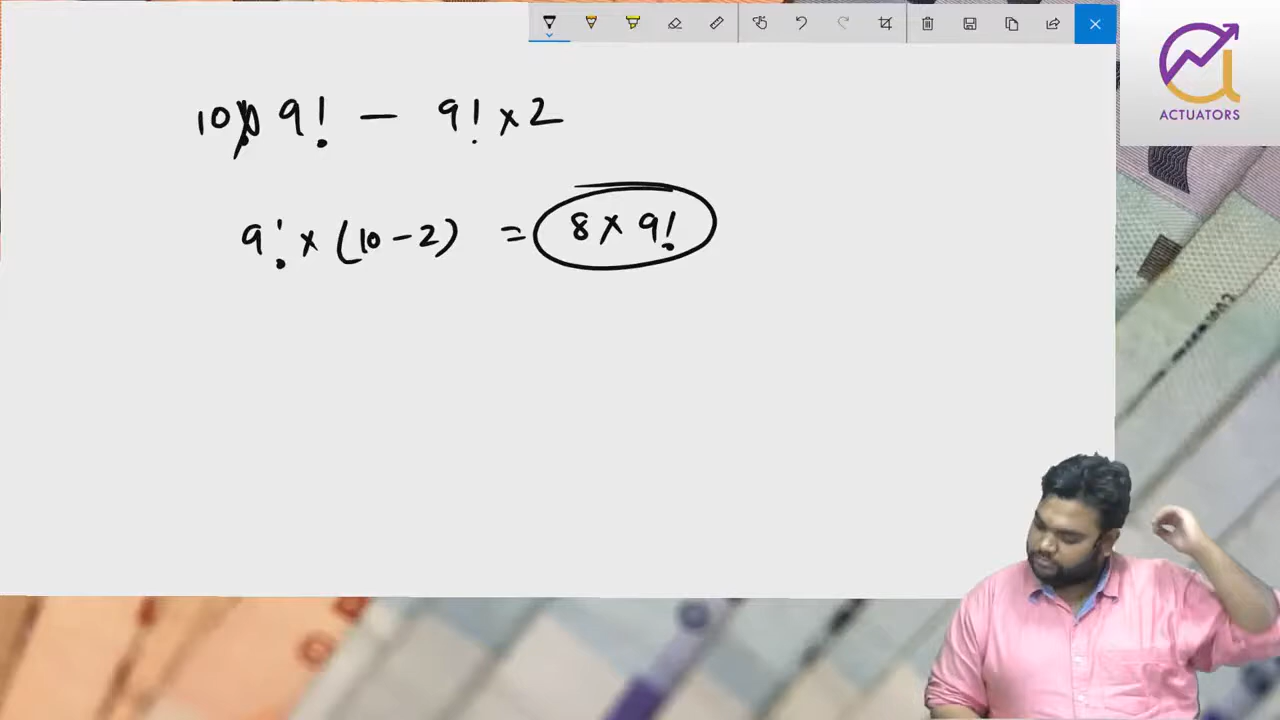 10 9! - 9! × 2
9! × (10 - 2) = 8 × 9!
ACTUATORS